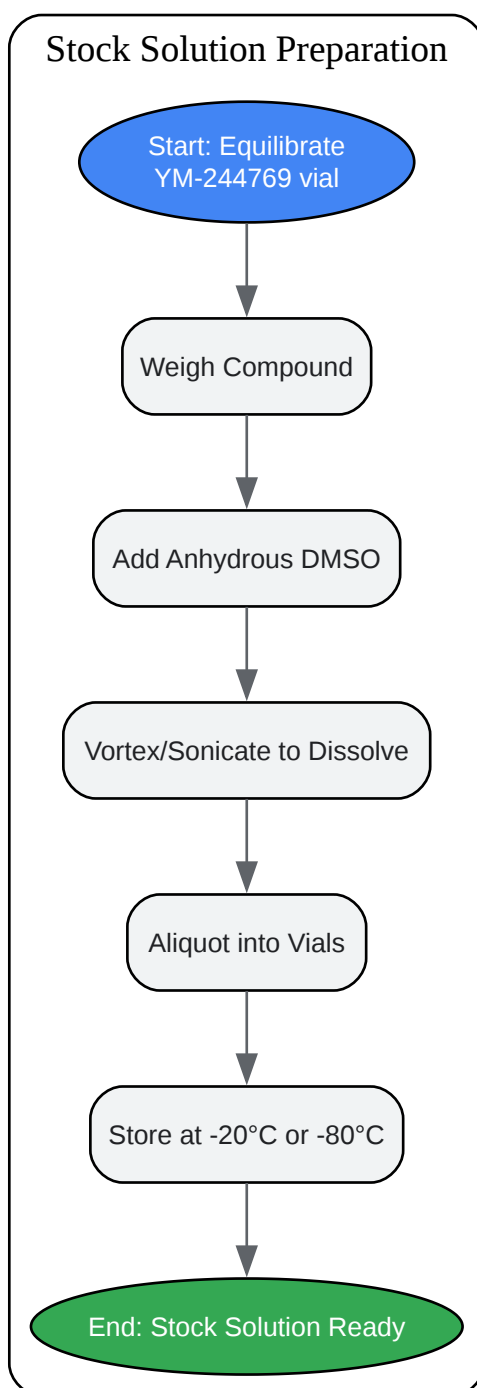 Stock Solution Preparation
Start: Equilibrate
YM-244769 vial
Weigh Compound
Add Anhydrous DMSO
Vortex/Sonicate to Dissolve
Aliquot into Vials
Store at -20°C or -80°C
End: Stock Solution Ready